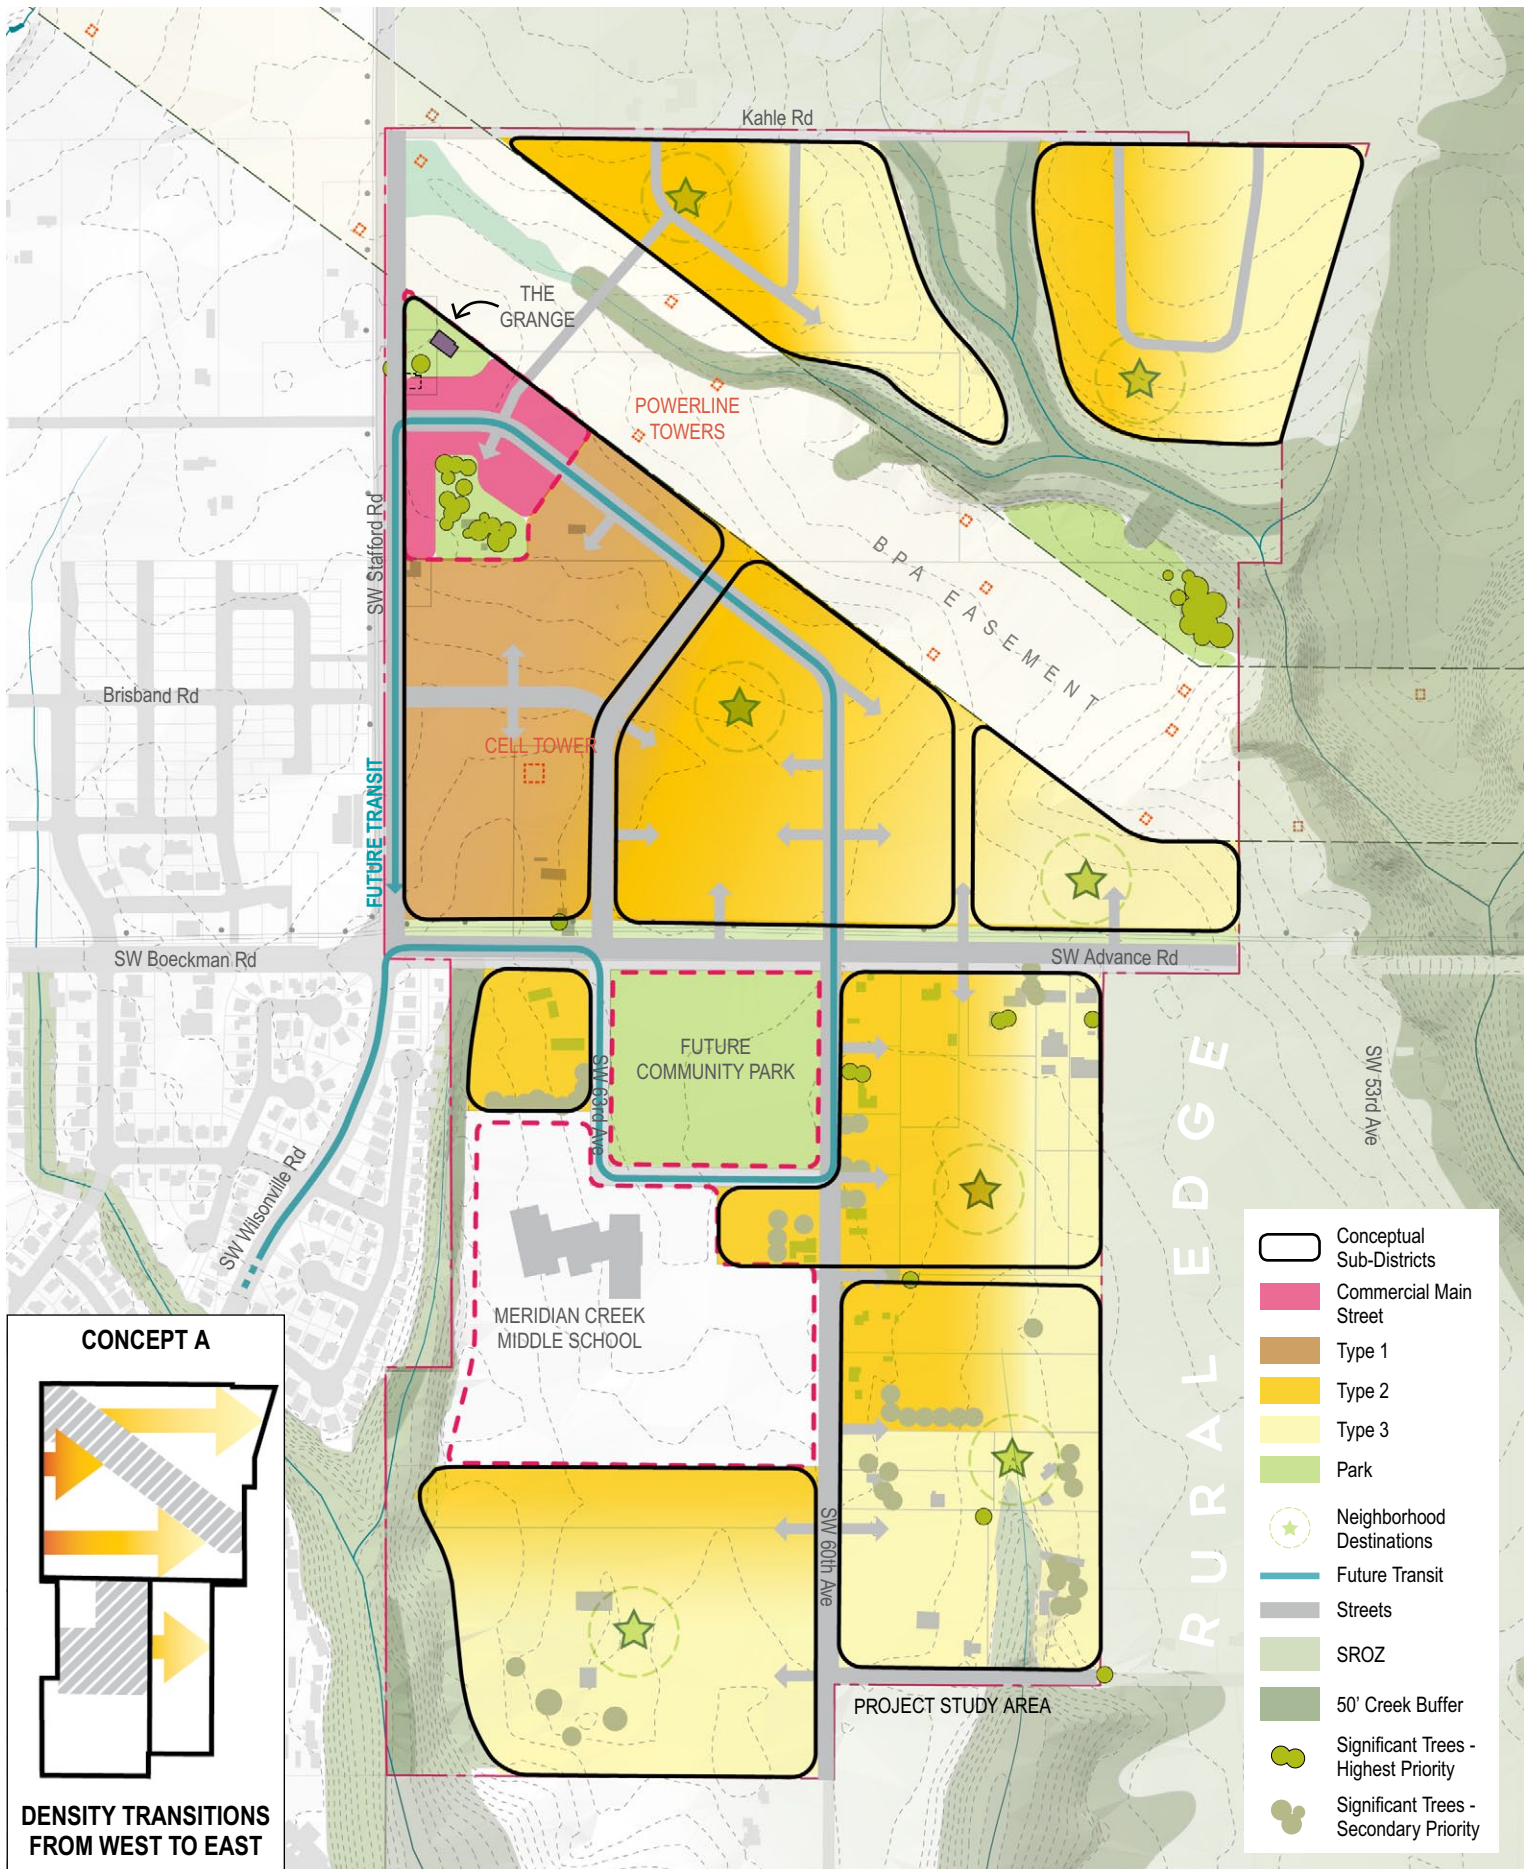 Kahle Rd
THE
GRANGE
POWERLINE
TOWERS
SW Stafford Rd
BPA EASEMENT
Brisband Rd
CELL TOWER
FUTURE TRANSIT
SW Boeckman Rd
SW Advance Rd
FUTURE
COMMUNITY PARK
SW 63rd Ave
SW 53rd Ave
RURAL EDGE
SW Wilsonville Rd
MERIDIAN CREEK
MIDDLE SCHOOL
SW 60th Ave
PROJECT STUDY AREA
CONCEPT A
DENSITY TRANSITIONS
FROM WEST TO EAST
Conceptual
Sub-Districts
Commercial Main
Street
Type 1
Type 2
Type 3
Park
Neighborhood
Destinations
Future Transit
Streets
SROZ
50' Creek Buffer
Significant Trees -
Highest Priority
Significant Trees -
Secondary Priority